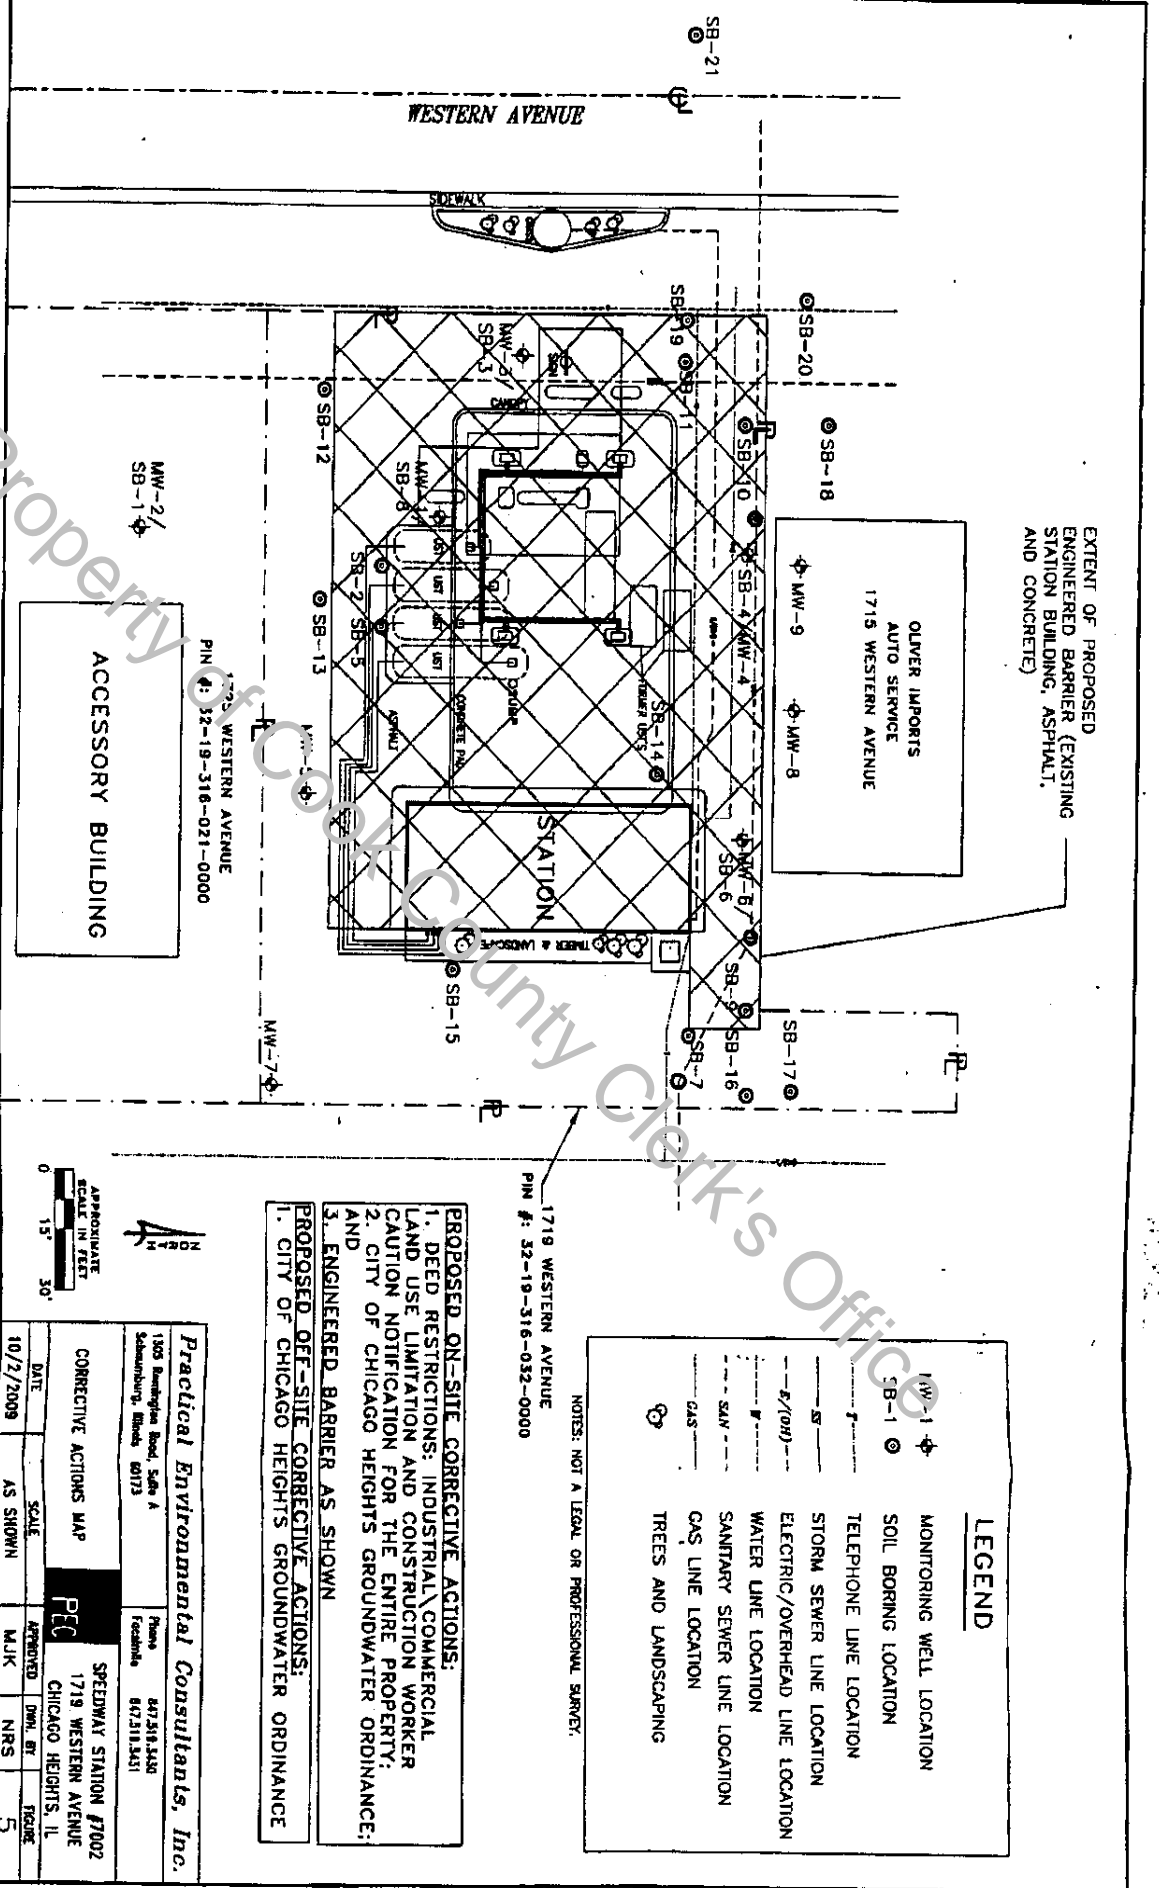 EXTENT OF PROPOSED
ENGINEERED BARRIER (EXISTING
STATION BUILDING, ASPHALT,
AND CONCRETE)
OLIVER IMPORTS
AUTO SERVICE
1715 WESTERN AVENUE
WESTERN AVENUE
SIDEWALK
SB-21
SB-20
SB-18
SB-19
SB-11
SB-10
MW-9
MW-8
SB-4/MW-4
MW-6/
SB-6
SB-9
SB-17
SB-16
SB-7
SB-14
FORMER USTS
MW-3/
SB-3
SIGN
CANOPY
MW-1/
SB-8
UST
UST
UST
UST
SB-2
SB-5
CONCRETE PAD
ASPHALT
STATION
TIMBER & LANDSCAPE
SB-12
SB-13
SB-15
MW-5
MW-7
MW-2/
SB-1
1725 WESTERN AVENUE
PIN #: 32-19-316-021-0000
ACCESSORY BUILDING
1719 WESTERN AVENUE
PIN #: 32-19-316-032-0000
LEGEND
MW-1 MONITORING WELL LOCATION
SB-1 SOIL BORING LOCATION
T TELEPHONE LINE LOCATION
SS STORM SEWER LINE LOCATION
E/(OH) ELECTRIC/OVERHEAD LINE LOCATION
W WATER LINE LOCATION
SAN SANITARY SEWER LINE LOCATION
GAS GAS LINE LOCATION
TREES AND LANDSCAPING
NOTES: NOT A LEGAL OR PROFESSIONAL SURVEY.
PROPOSED ON-SITE CORRECTIVE ACTIONS:
1. DEED RESTRICTIONS: INDUSTRIAL\COMMERCIAL
LAND USE LIMITATION AND CONSTRUCTION WORKER
CAUTION NOTIFICATION FOR THE ENTIRE PROPERTY;
2. CITY OF CHICAGO HEIGHTS GROUNDWATER ORDINANCE;
AND
3. ENGINEERED BARRIER AS SHOWN
PROPOSED OFF-SITE CORRECTIVE ACTIONS:
1. CITY OF CHICAGO HEIGHTS GROUNDWATER ORDINANCE
NORTH
APPROXIMATE
SCALE IN FEET
0 15' 30'
Practical Environmental Consultants, Inc.
1305 Remington Road, Suite A
Schaumburg, Illinois 60173
Phone 847.519.3430
Facsimile 847.519.3431
CORRECTIVE ACTIONS MAP
PEC
SPEEDWAY STATION #7002
1719 WESTERN AVENUE
CHICAGO HEIGHTS, IL
DATE SCALE APPROVED DWN. BY FIGURE
10/2/2009 AS SHOWN MJK NRS 5
Property of Cook County Clerk's Office